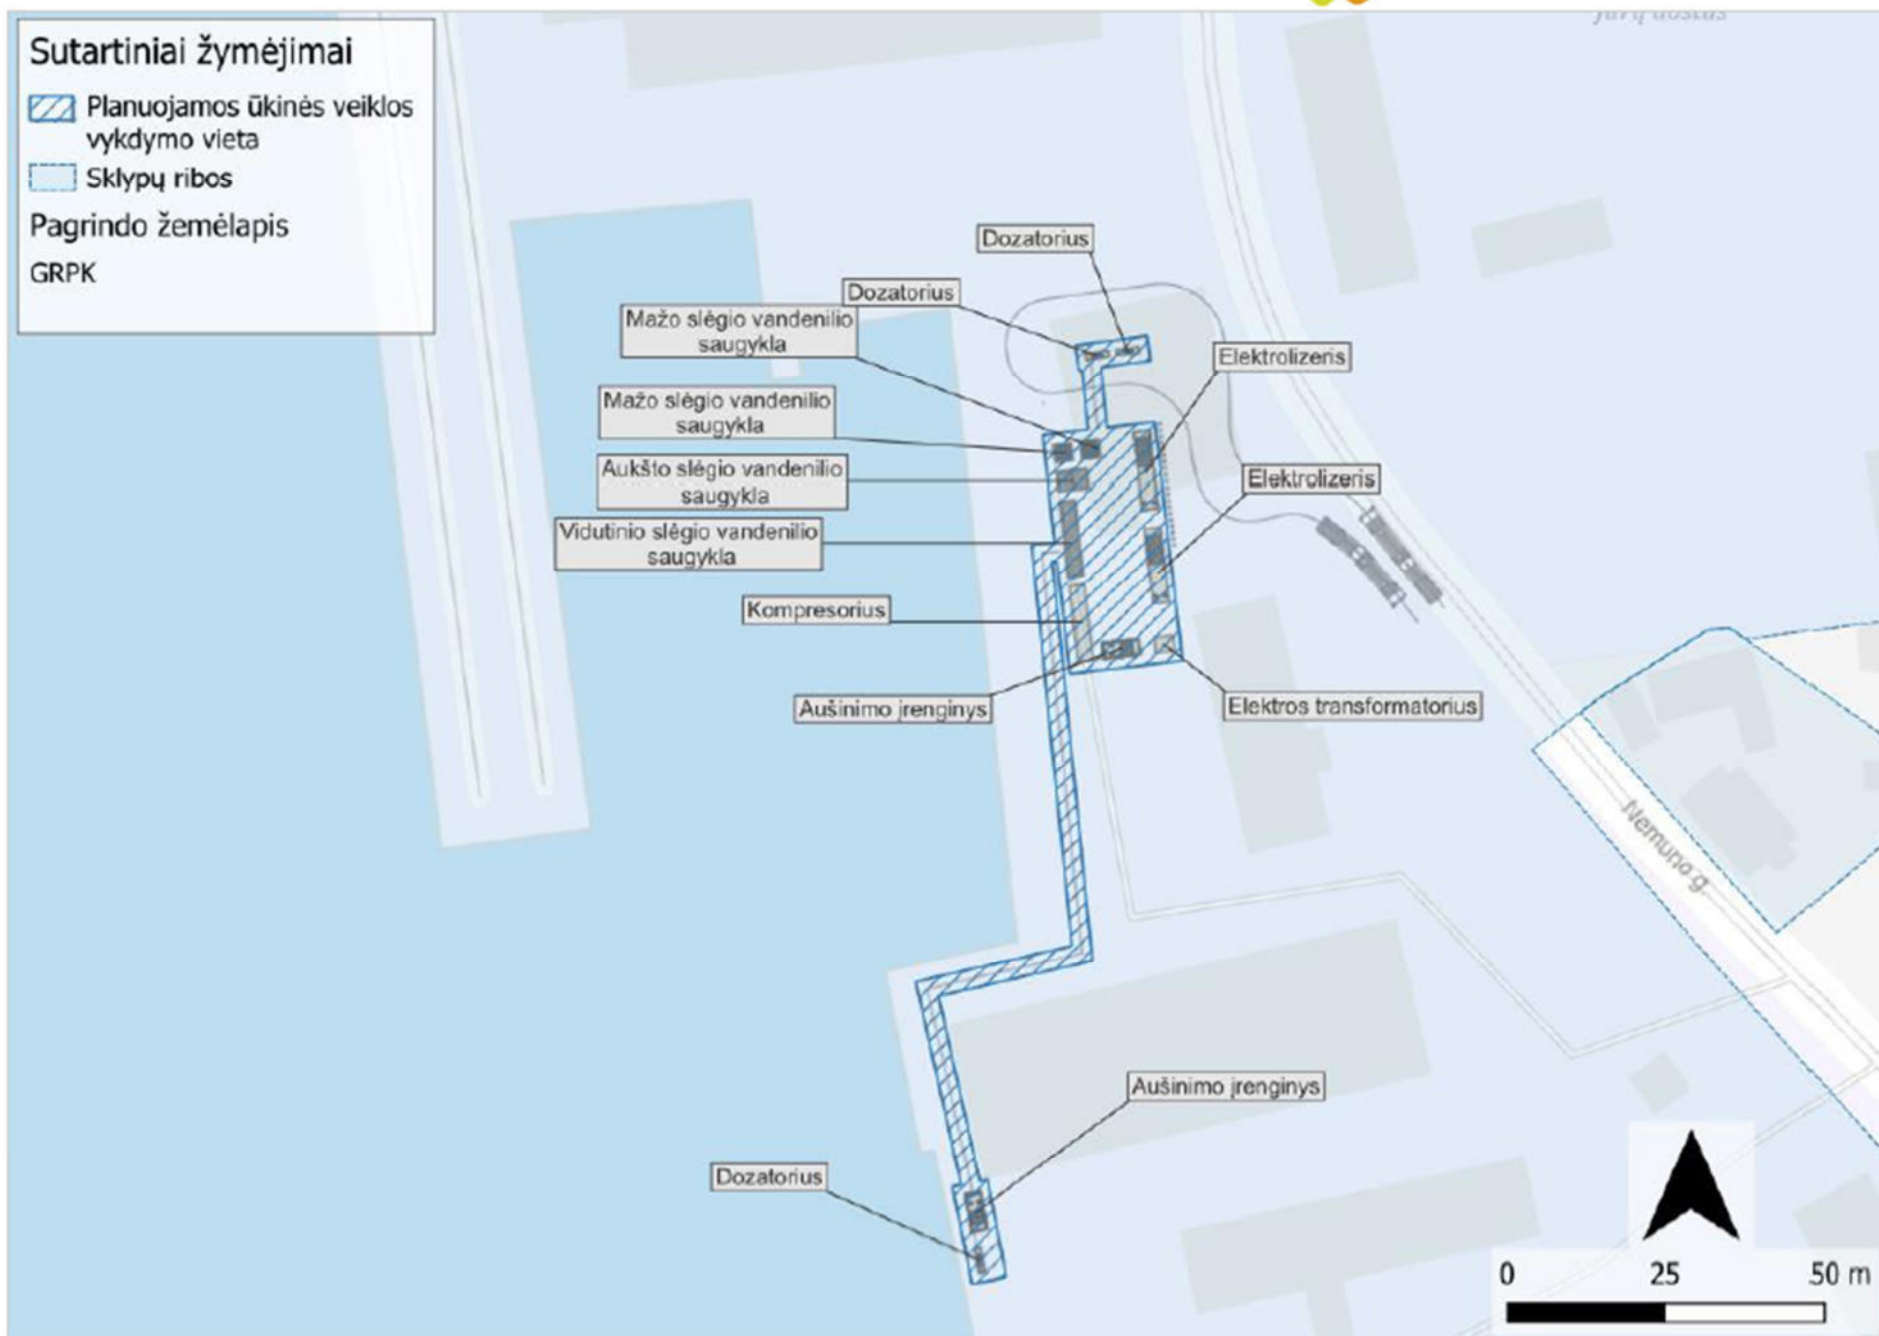 Sutartiniai žymėjimai
Planuojamos ūkinės veiklos
vykdymo vieta
Sklypų ribos
Pagrindo žemėlapis
GRPK
Dozatorius
Dozatorius
Mažo slėgio vandenilio
saugykla
Elektrolizeris
Mažo slėgio vandenilio
saugykla
Aukšto slėgio vandenilio
saugykla
Elektrolizeris
Vidutinio slėgio vandenilio
saugykla
Kompresorius
Aušinimo įrenginys
Elektros transformatorius
Nemuno g.
Aušinimo įrenginys
Dozatorius
0 25 50 m